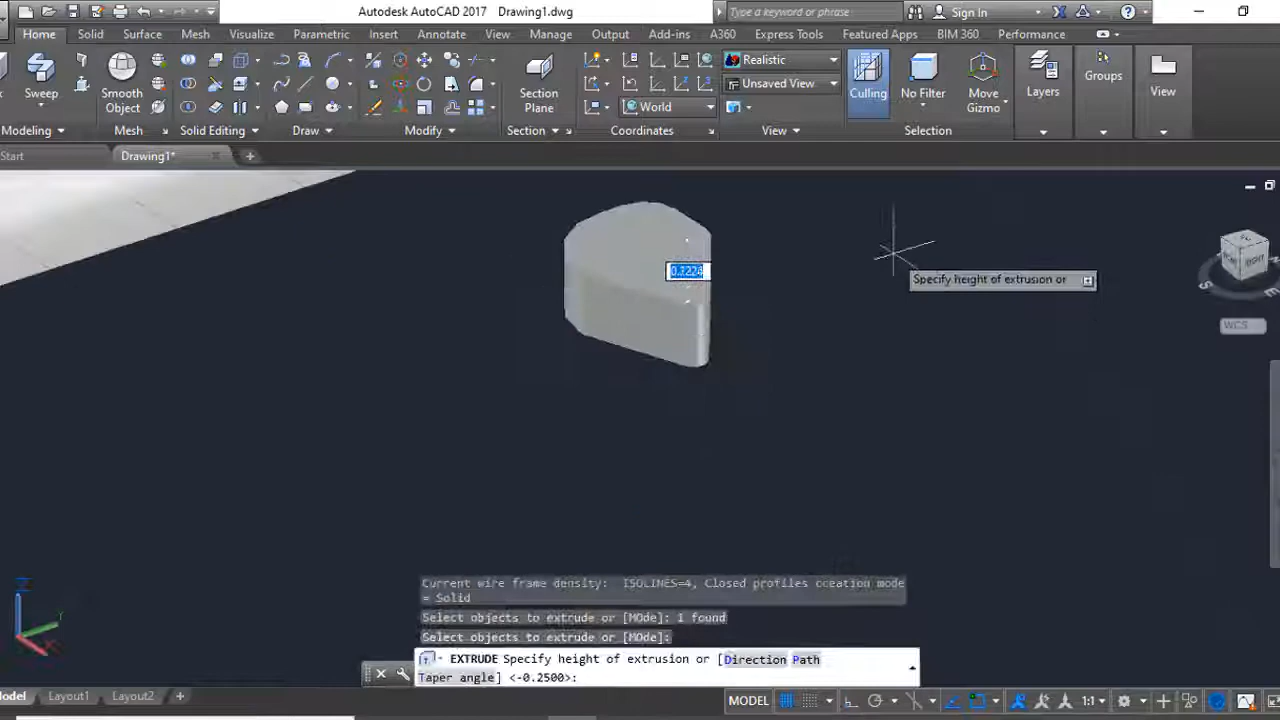 Autodesk AutoCAD 2017 Drawing1.dwg
Type a keyword or phrase
Sign In
Home Solid Surface Mesh Visualize Parametric Insert Annotate View Manage Output Add-ins A360 Express Tools Featured Apps BIM 360 Performance
Realistic
Unsaved View
World
Sweep
Smooth Object
Section Plane
Culling
No Filter
Move Gizmo
Layers
Groups
View
Modeling Mesh Solid Editing Draw Modify Section Coordinates View Selection
Start Drawing1*
Specify height of extrusion or
WCS
Current wire frame density: ISOLINES=4, Closed profiles creation mode
= Solid
Select objects to extrude or [MOde]: 1 found
Select objects to extrude or [MOde]:
EXTRUDE Specify height of extrusion or [Direction Path
Taper angle] <-0.2500>:
Layout1 Layout2
MODEL 1:1